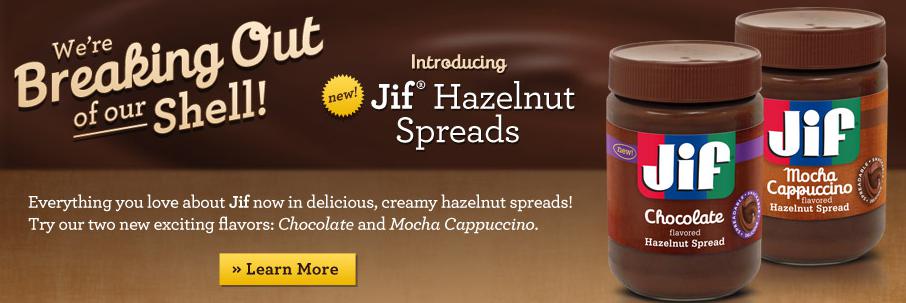 We're
Breaking Out
of our Shell!
Introducing
new! Jif® Hazelnut
Spreads
Everything you love about Jif now in delicious, creamy hazelnut spreads!
Try our two new exciting flavors: Chocolate and Mocha Cappuccino.
» Learn More
new!
Jif
Chocolate
flavored
Hazelnut Spread
Jif
Mocha
Cappuccino
flavored
Hazelnut Spread